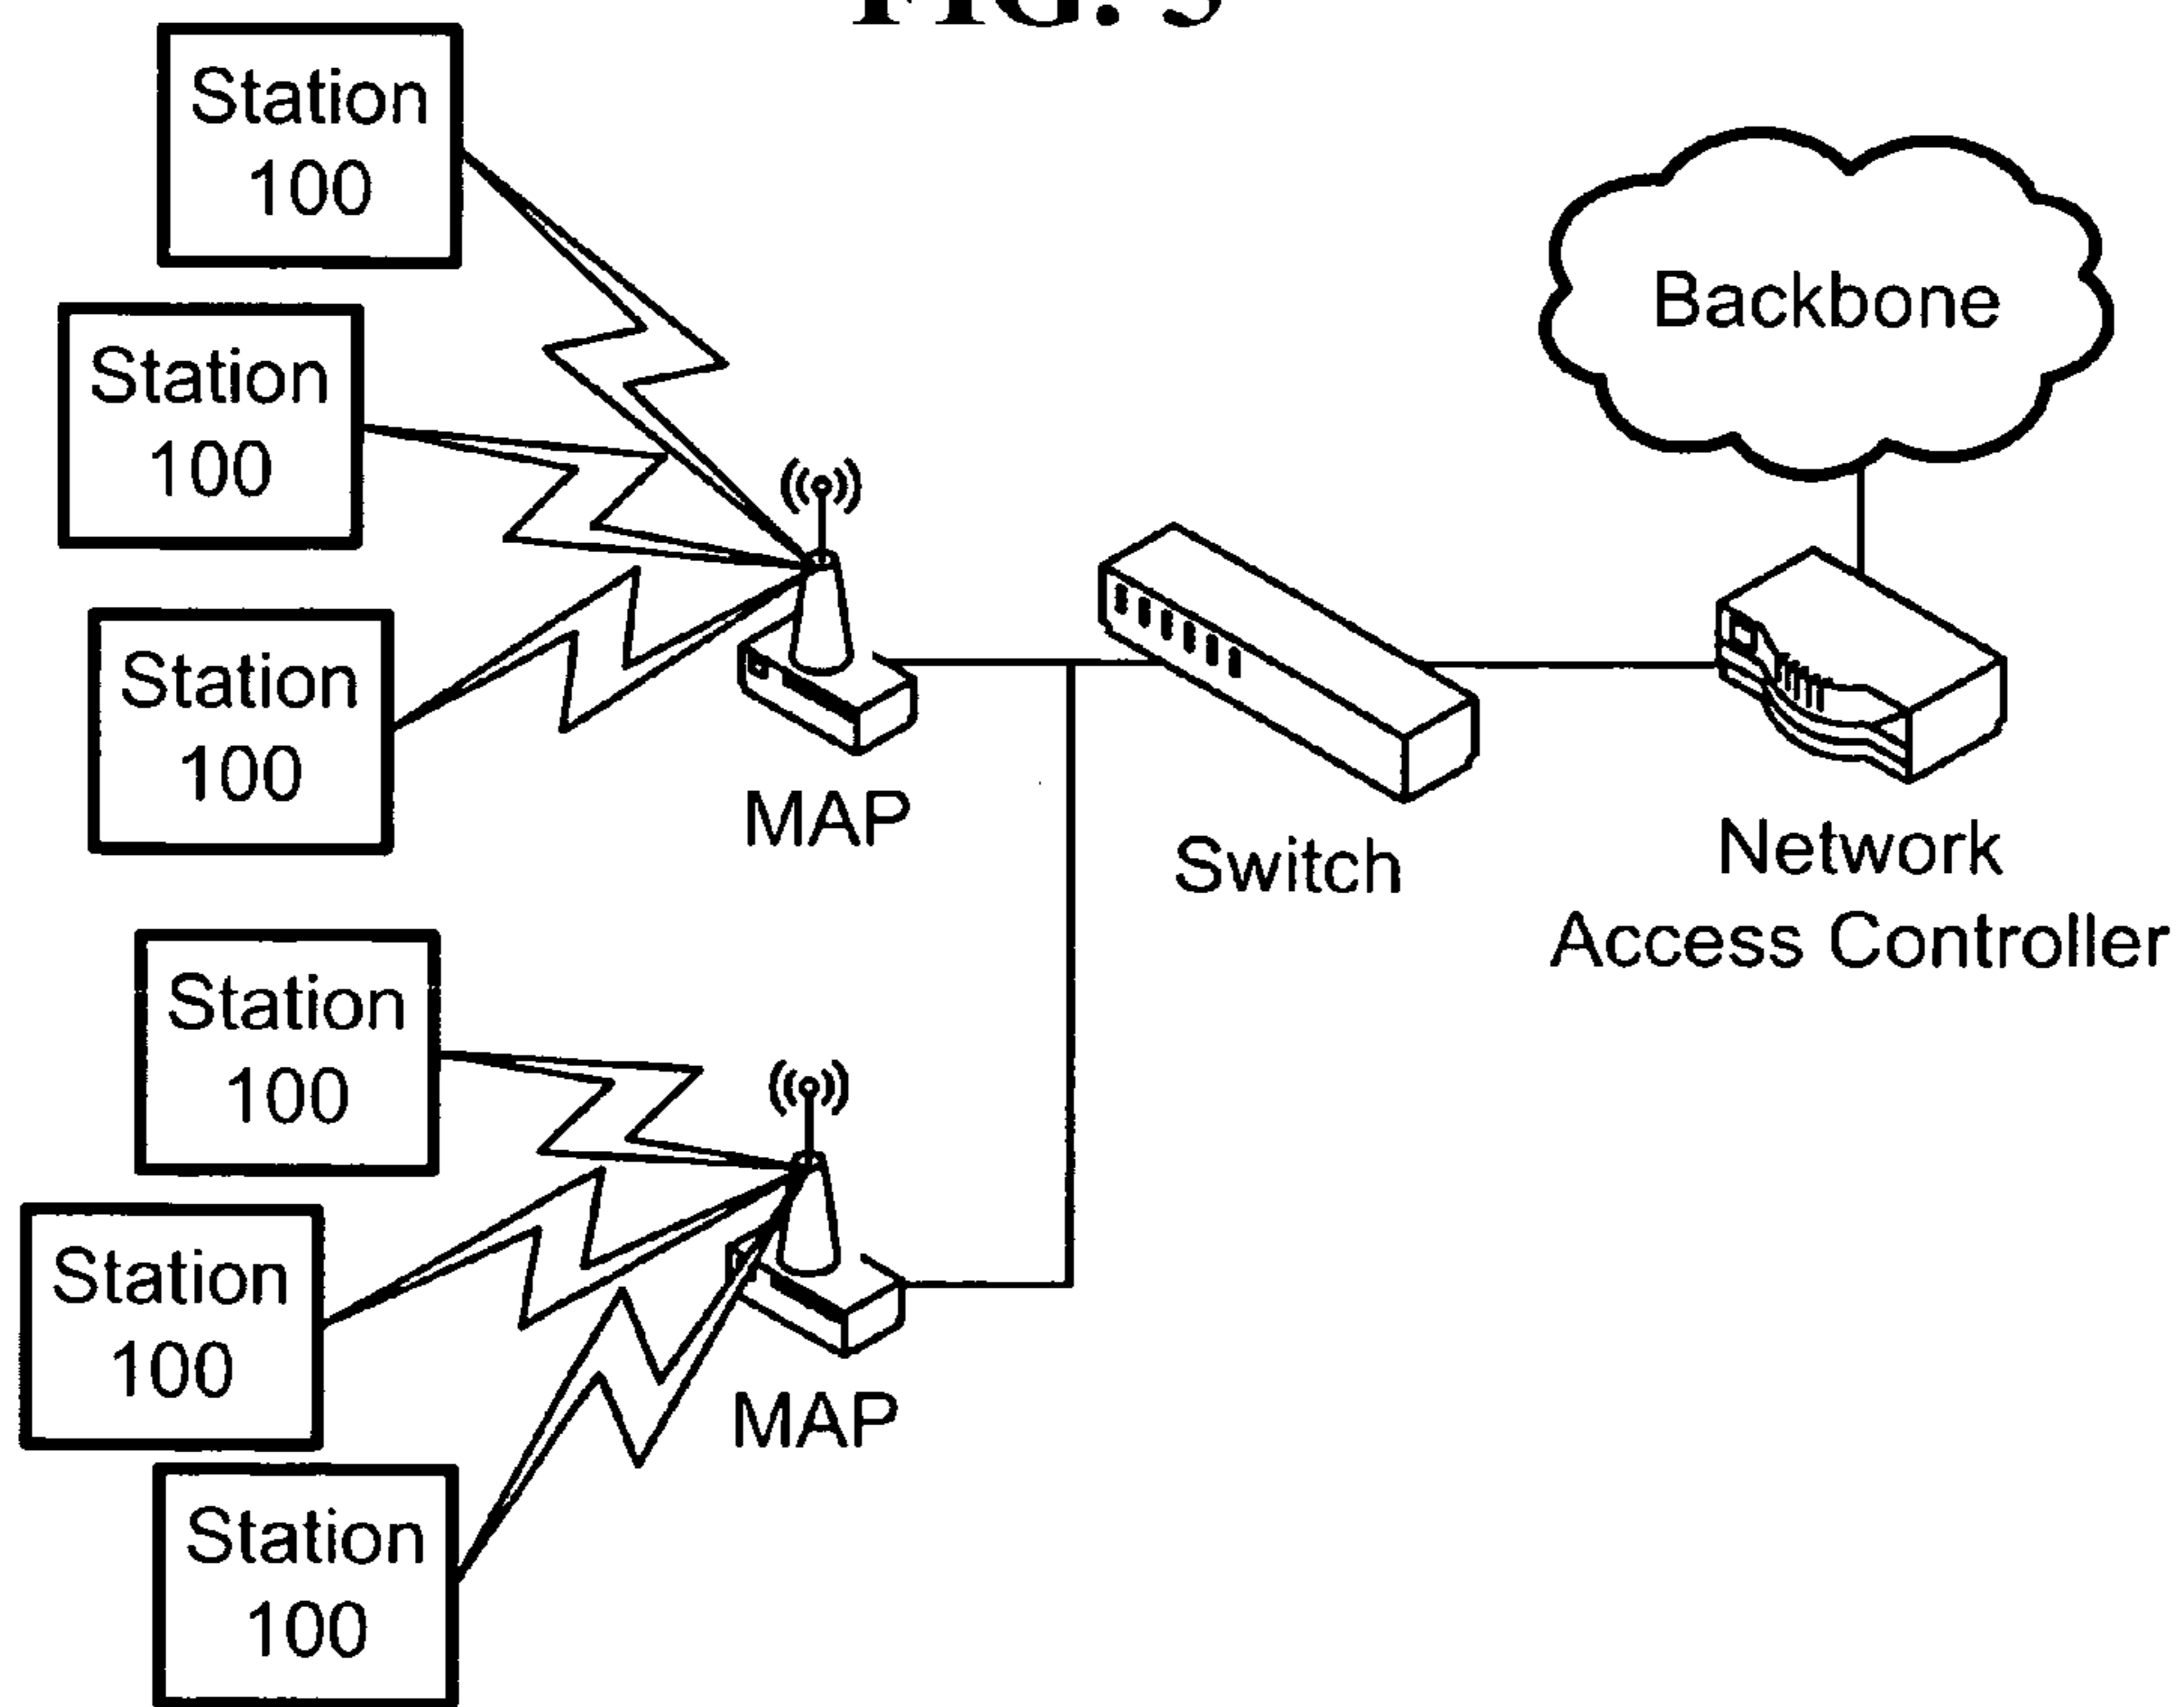 FIG.
Station
100
Station
100
Station
100
Backbone
MAP
Switch
Network
Access Controller
Station
100
Station
100
MAP
Station
100